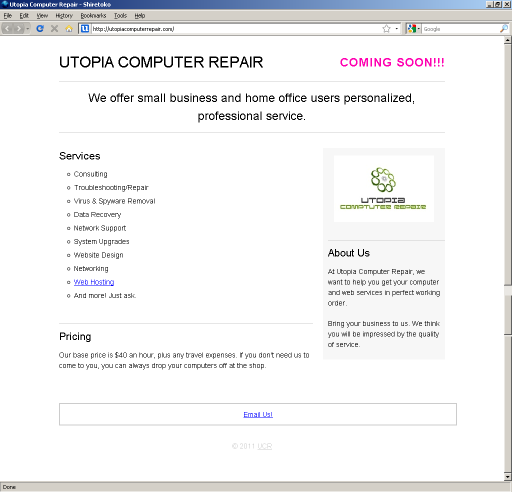 Utopia Computer Repair - Shiretoko
File Edit View History Bookmarks Tools Help
http://utopiacomputerrepair.com/
Google
UTOPIA COMPUTER REPAIR
COMING SOON!!!
We offer small business and home office users personalized,
professional service.
Services
Consulting
Troubleshooting/Repair
Virus & Spyware Removal
Data Recovery
Network Support
System Upgrades
Website Design
Networking
Web Hosting
And more! Just ask.
Pricing
Our base price is $40 an hour, plus any travel expenses. If you don't need us to
come to you, you can always drop your computers off at the shop.
UTOPIA
COMPTUTER REPAIR
About Us
At Utopia Computer Repair, we
want to help you get your computer
and web services in perfect working
order.
Bring your business to us. We think
you will be impressed by the quality
of service.
Email Us!
© 2011 UCR
Done